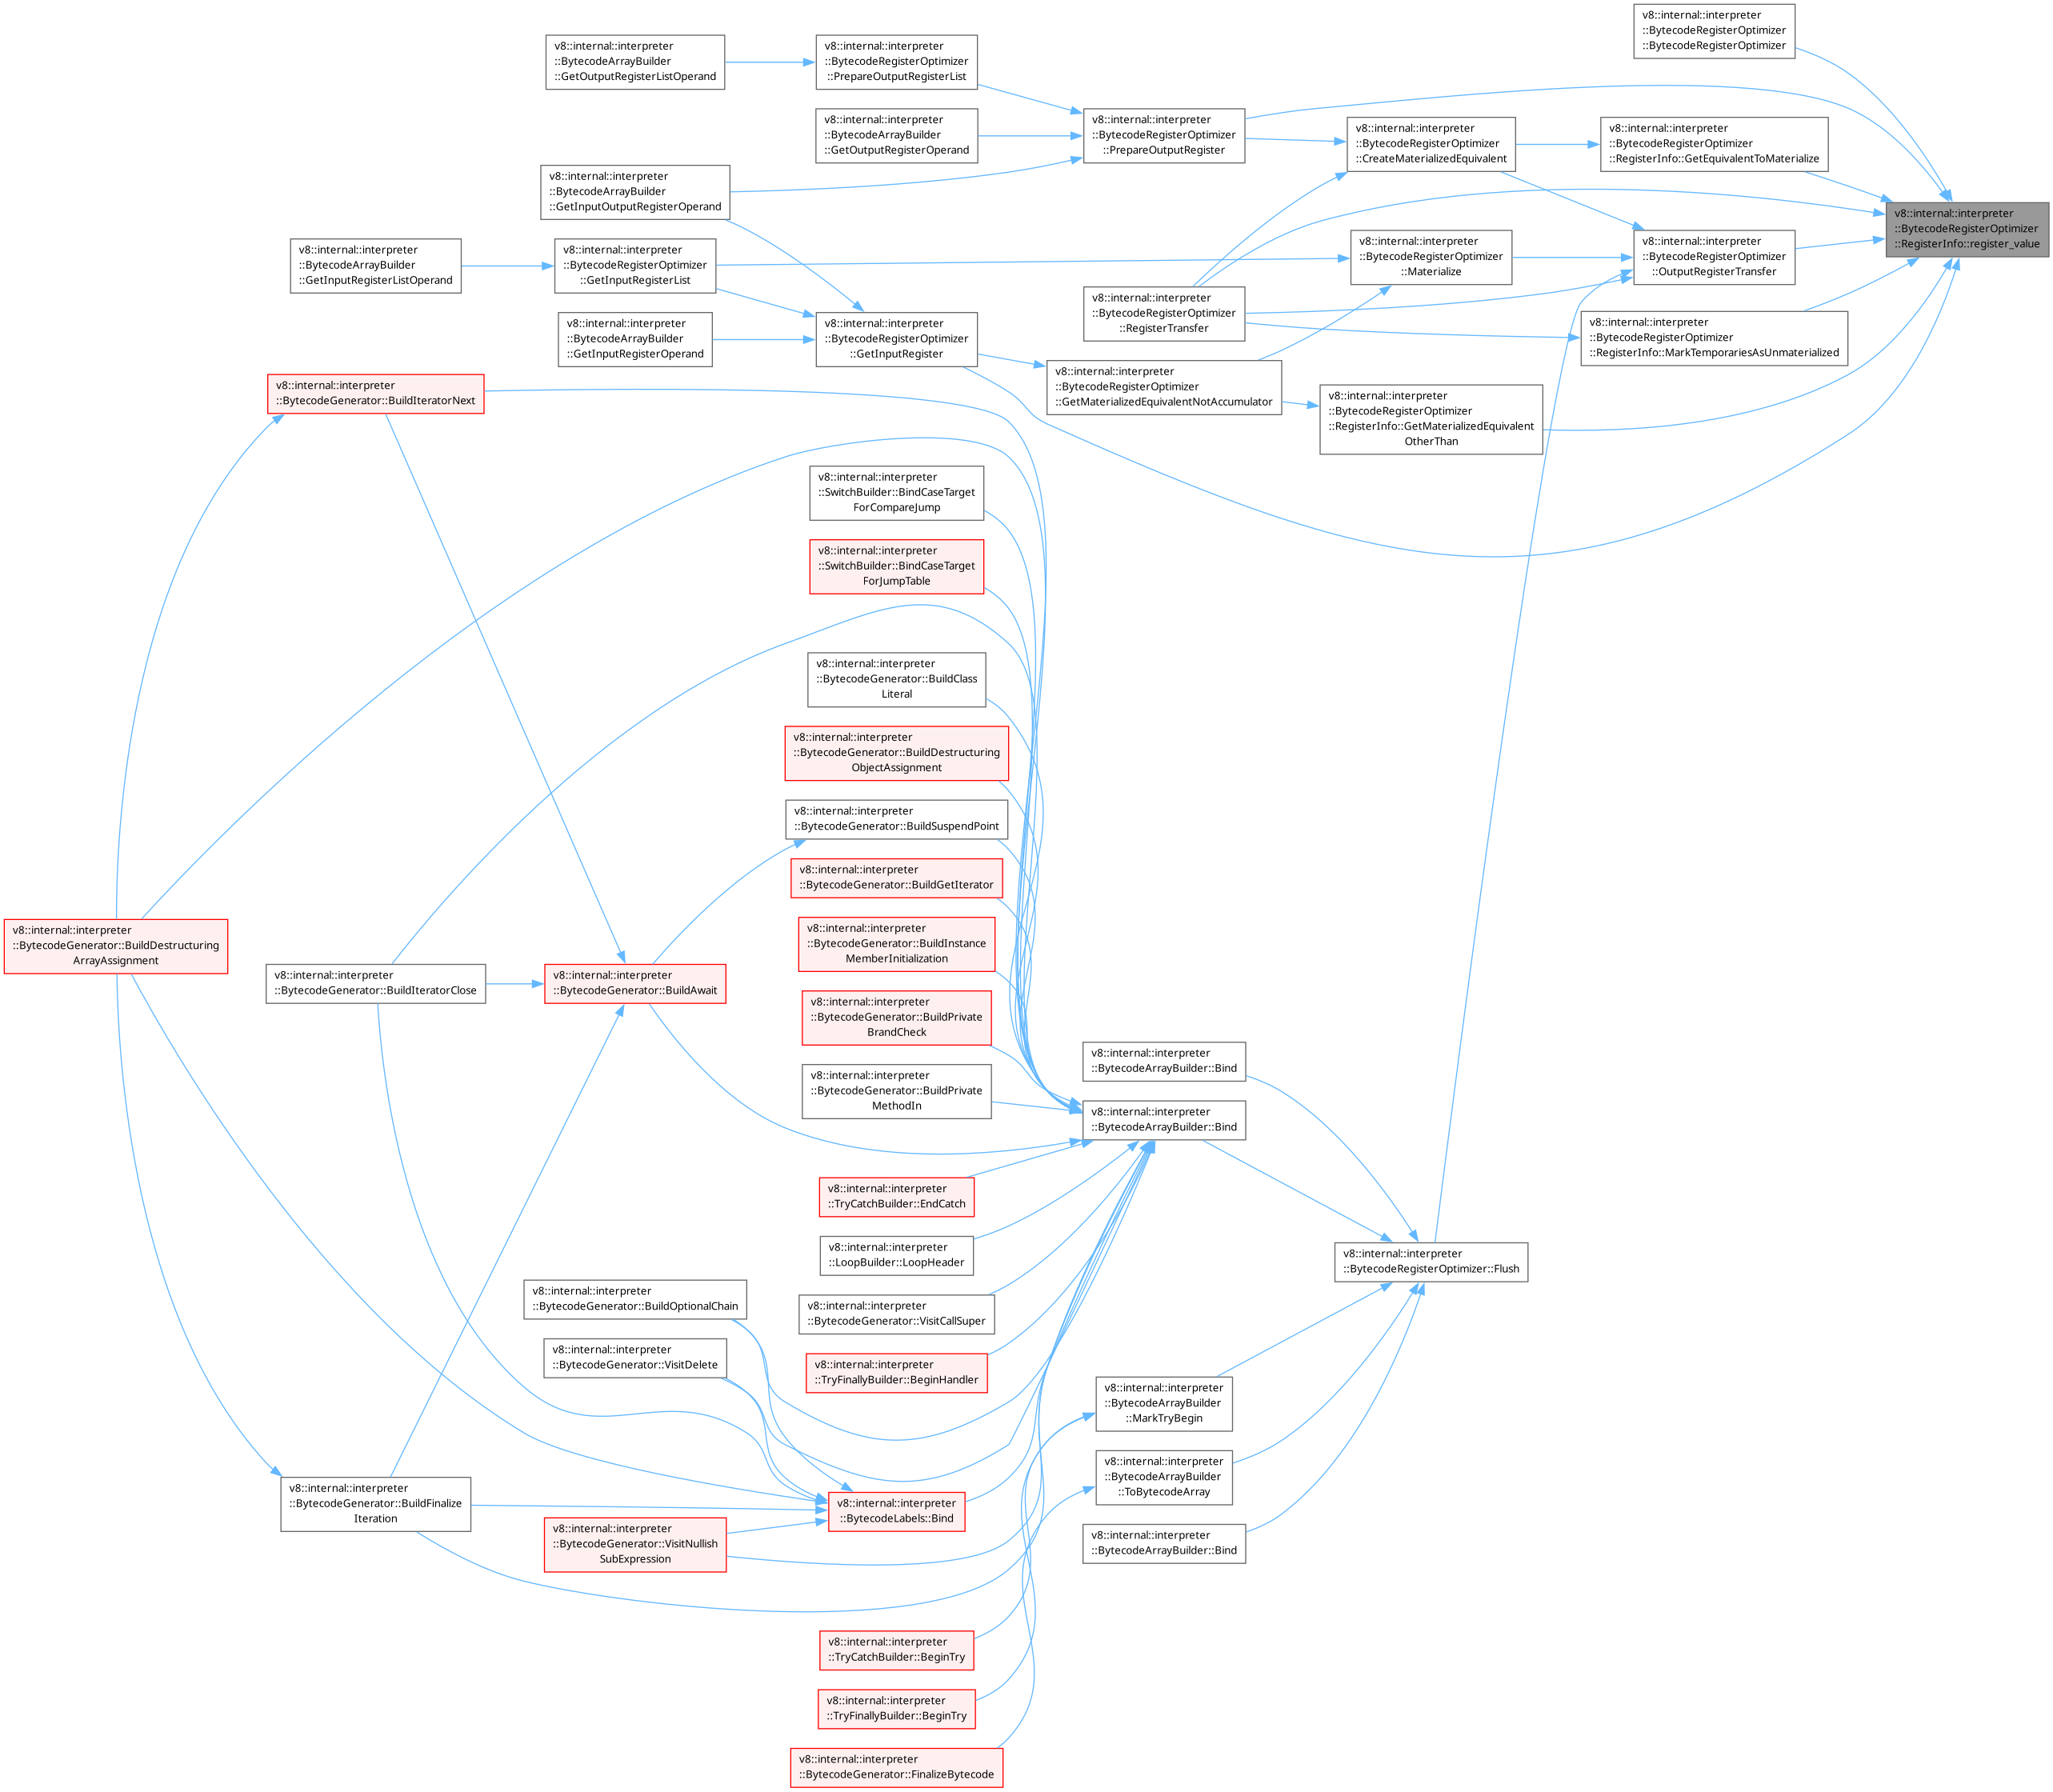 v8::internal::interpreter
::BytecodeRegisterOptimizer
::BytecodeRegisterOptimizer
v8::internal::interpreter
::BytecodeArrayBuilder
::GetOutputRegisterListOperand
v8::internal::interpreter
::BytecodeRegisterOptimizer
::PrepareOutputRegisterList
v8::internal::interpreter
::BytecodeArrayBuilder
::GetOutputRegisterOperand
v8::internal::interpreter
::BytecodeRegisterOptimizer
::PrepareOutputRegister
v8::internal::interpreter
::BytecodeRegisterOptimizer
::CreateMaterializedEquivalent
v8::internal::interpreter
::BytecodeRegisterOptimizer
::RegisterInfo::GetEquivalentToMaterialize
v8::internal::interpreter
::BytecodeArrayBuilder
::GetInputOutputRegisterOperand
v8::internal::interpreter
::BytecodeRegisterOptimizer
::RegisterInfo::register_value
v8::internal::interpreter
::BytecodeArrayBuilder
::GetInputRegisterListOperand
v8::internal::interpreter
::BytecodeRegisterOptimizer
::GetInputRegisterList
v8::internal::interpreter
::BytecodeRegisterOptimizer
::Materialize
v8::internal::interpreter
::BytecodeRegisterOptimizer
::OutputRegisterTransfer
v8::internal::interpreter
::BytecodeRegisterOptimizer
::RegisterTransfer
v8::internal::interpreter
::BytecodeArrayBuilder
::GetInputRegisterOperand
v8::internal::interpreter
::BytecodeRegisterOptimizer
::GetInputRegister
v8::internal::interpreter
::BytecodeRegisterOptimizer
::RegisterInfo::MarkTemporariesAsUnmaterialized
v8::internal::interpreter
::BytecodeGenerator::BuildIteratorNext
v8::internal::interpreter
::BytecodeRegisterOptimizer
::GetMaterializedEquivalentNotAccumulator
v8::internal::interpreter
::BytecodeRegisterOptimizer
::RegisterInfo::GetMaterializedEquivalent
OtherThan
v8::internal::interpreter
::SwitchBuilder::BindCaseTarget
ForCompareJump
v8::internal::interpreter
::SwitchBuilder::BindCaseTarget
ForJumpTable
v8::internal::interpreter
::BytecodeGenerator::BuildClass
Literal
v8::internal::interpreter
::BytecodeGenerator::BuildDestructuring
ObjectAssignment
v8::internal::interpreter
::BytecodeGenerator::BuildSuspendPoint
v8::internal::interpreter
::BytecodeGenerator::BuildGetIterator
v8::internal::interpreter
::BytecodeGenerator::BuildDestructuring
ArrayAssignment
v8::internal::interpreter
::BytecodeGenerator::BuildInstance
MemberInitialization
v8::internal::interpreter
::BytecodeGenerator::BuildIteratorClose
v8::internal::interpreter
::BytecodeGenerator::BuildAwait
v8::internal::interpreter
::BytecodeGenerator::BuildPrivate
BrandCheck
v8::internal::interpreter
::BytecodeArrayBuilder::Bind
v8::internal::interpreter
::BytecodeGenerator::BuildPrivate
MethodIn
v8::internal::interpreter
::BytecodeArrayBuilder::Bind
v8::internal::interpreter
::TryCatchBuilder::EndCatch
v8::internal::interpreter
::LoopBuilder::LoopHeader
v8::internal::interpreter
::BytecodeRegisterOptimizer::Flush
v8::internal::interpreter
::BytecodeGenerator::BuildOptionalChain
v8::internal::interpreter
::BytecodeGenerator::VisitCallSuper
v8::internal::interpreter
::BytecodeGenerator::VisitDelete
v8::internal::interpreter
::TryFinallyBuilder::BeginHandler
v8::internal::interpreter
::BytecodeArrayBuilder
::MarkTryBegin
v8::internal::interpreter
::BytecodeArrayBuilder
::ToBytecodeArray
v8::internal::interpreter
::BytecodeGenerator::BuildFinalize
Iteration
v8::internal::interpreter
::BytecodeLabels::Bind
v8::internal::interpreter
::BytecodeGenerator::VisitNullish
SubExpression
v8::internal::interpreter
::BytecodeArrayBuilder::Bind
v8::internal::interpreter
::TryCatchBuilder::BeginTry
v8::internal::interpreter
::TryFinallyBuilder::BeginTry
v8::internal::interpreter
::BytecodeGenerator::FinalizeBytecode